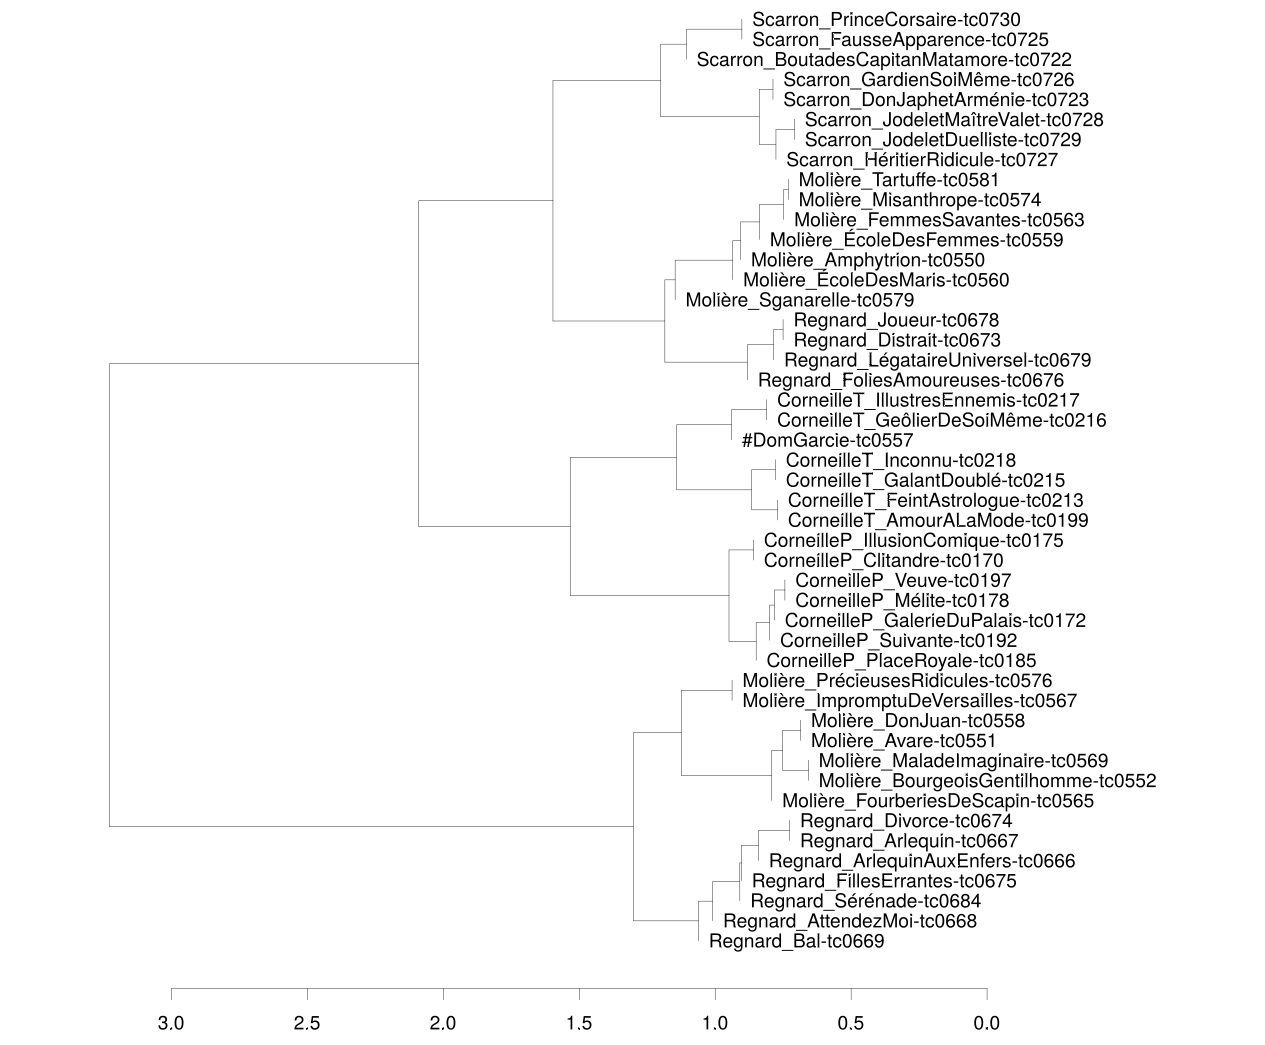 Scarron_PrinceCorsaire-tc0730
Scarron_FausseApparence-tc0725
Scarron_BoutadesCapitanMatamore-tc0722
Scarron_GardienSoiMême-tc0726
Scarron_DonJaphetArménie-tc0723
Scarron_JodeletMaîtreValet-tc0728
Scarron_JodeletDuelliste-tc0729
Scarron_HéritierRidicule-tc0727
Molière_Tartuffe-tc0581
Molière_Misanthrope-tc0574
Molière_FemmesSavantes-tc0563
Molière_ÉcoleDesFemmes-tc0559
Molière_Amphytrion-tc0550
Molière_ÉcoleDesMaris-tc0560
Molière_Sganarelle-tc0579
Regnard_Joueur-tc0678
Regnard_Distrait-tc0673
Regnard_LégataireUniversel-tc0679
Regnard_FoliesAmoureuses-tc0676
CorneilleT_IllustresEnnemis-tc0217
CorneilleT_GeôlierDeSoiMême-tc0216
#DomGarcie-tc0557
CorneilleT_Inconnu-tc0218
CorneilleT_GalantDoublé-tc0215
CorneilleT_FeintAstrologue-tc0213
CorneilleT_AmourALaMode-tc0199
CorneilleP_IllusionComique-tc0175
CorneilleP_Clitandre-tc0170
CorneilleP_Veuve-tc0197
CorneilleP_Mélite-tc0178
CorneilleP_GalerieDuPalais-tc0172
CorneilleP_Suivante-tc0192
CorneilleP_PlaceRoyale-tc0185
Molière_PrécieusesRidicules-tc0576
Molière_ImpromptuDeVersailles-tc0567
Molière_DonJuan-tc0558
Molière_Avare-tc0551
Molière_MaladeImaginaire-tc0569
Molière_BourgeoisGentilhomme-tc0552
Molière_FourberiesDeScapin-tc0565
Regnard_Divorce-tc0674
Regnard_Arlequin-tc0667
Regnard_ArlequinAuxEnfers-tc0666
Regnard_FillesErrantes-tc0675
Regnard_Sérénade-tc0684
Regnard_AttendezMoi-tc0668
Regnard_Bal-tc0669
3.0 2.5 2.0 1.5 1.0 0.5 0.0